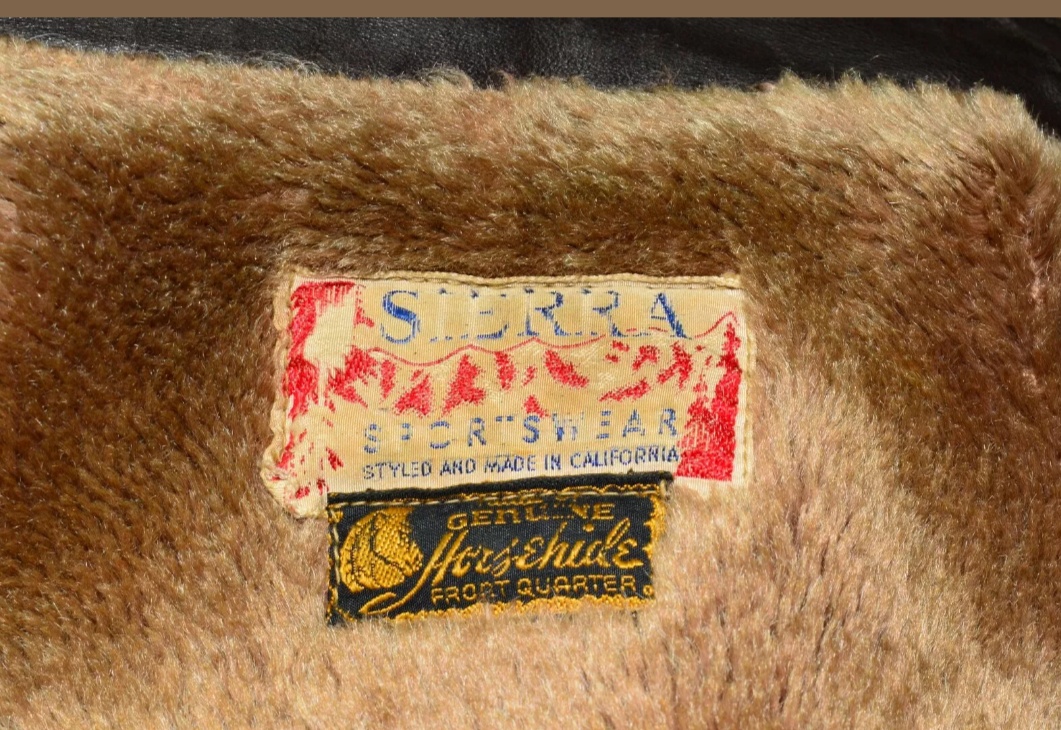 SIERRA
SPORTSWEAR
STYLED AND MADE IN CALIFORNIA
GENUINE
Horsehide
FRONT QUARTER